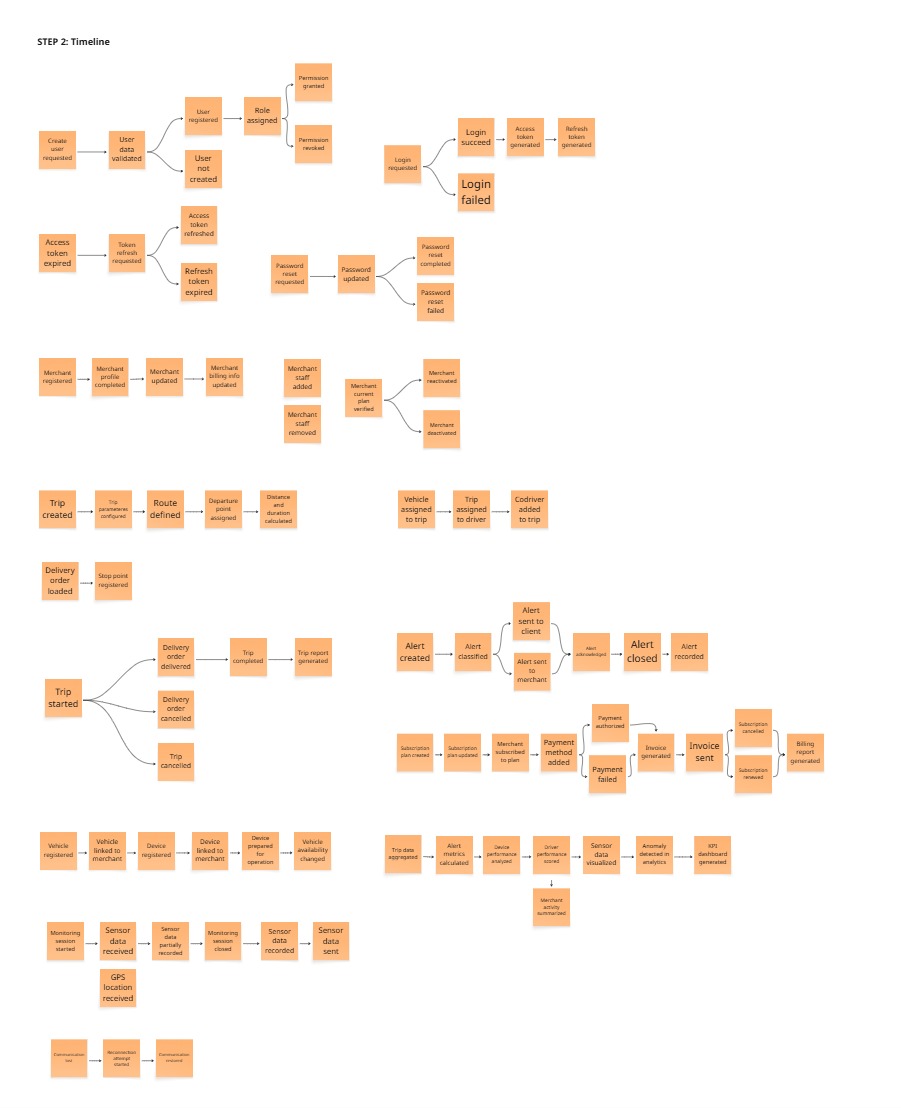 STEP 2: Timeline
Create
user
requested
User
data
validated
User
registered
User
not
created
Role
assigned
Permission
granted
Permission
revoked
Login
requested
Login
succeed
Login
failed
Access
token
generated
Refresh
token
generated
Access
token
expired
Token
refresh
requested
Access
token
refreshed
Refresh
token
expired
Password
reset
requested
Password
updated
Password
reset
completed
Password
reset
failed
Merchant
registered
Merchant
profile
completed
Merchant
updated
Merchant
billing info
updated
Merchant
staff
added
Merchant
staff
removed
Merchant
current
plan
verified
Merchant
reactivated
Merchant
deactivated
Trip
created
Trip
parameteres
configured
Route
defined
Departure
point
assigned
Distance
and
duration
calculated
Vehicle
assigned
to trip
Trip
assigned
to driver
Codriver
added
to trip
Delivery
order
loaded
Stop point
registered
Trip
started
Delivery
order
delivered
Delivery
order
cancelled
Trip
cancelled
Trip
completed
Trip report
generated
Alert
created
Alert
classified
Alert
sent to
client
Alert sent
to
merchant
Alert
acknowledged
Alert
closed
Alert
recorded
Subscription
plan created
Subscription
plan updated
Merchant
subscribed
to plan
Payment
method
added
Payment
authorized
Payment
failed
Invoice
generated
Invoice
sent
Subscription
cancelled
Subscription
renewed
Billing
report
generated
Vehicle
registered
Vehicle
linked to
merchant
Device
registered
Device
linked to
merchant
Device
prepared
for
operation
Vehicle
availability
changed
Trip data
aggregated
Alert
metrics
calculated
Device
performance
analyzed
Driver
performance
scored
Sensor
data
visualized
Anomaly
detected in
analytics
KPI
dashboard
generated
Merchant
activity
summarized
Monitoring
session
started
Sensor
data
received
Sensor
data
partially
recorded
Monitoring
session
closed
Sensor
data
recorded
Sensor
data
sent
GPS
location
received
Communication
lost
Reconnection
attempt
started
Communication